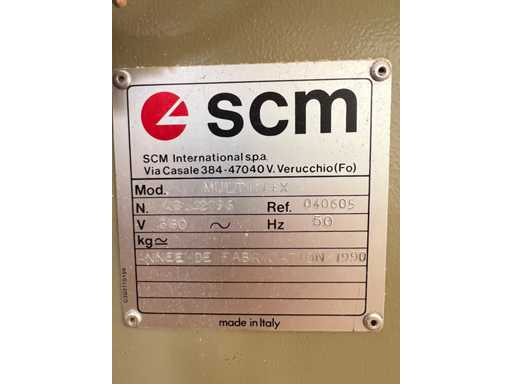 scm
SCM International s.p.a.
Via Casale 384-47040 V. Verucchio (Fo)
Mod.
N. Ref. 040605
V 380 ~ Hz 50
kg≃
ANNEE DE FABRICATION 1990
made in Italy